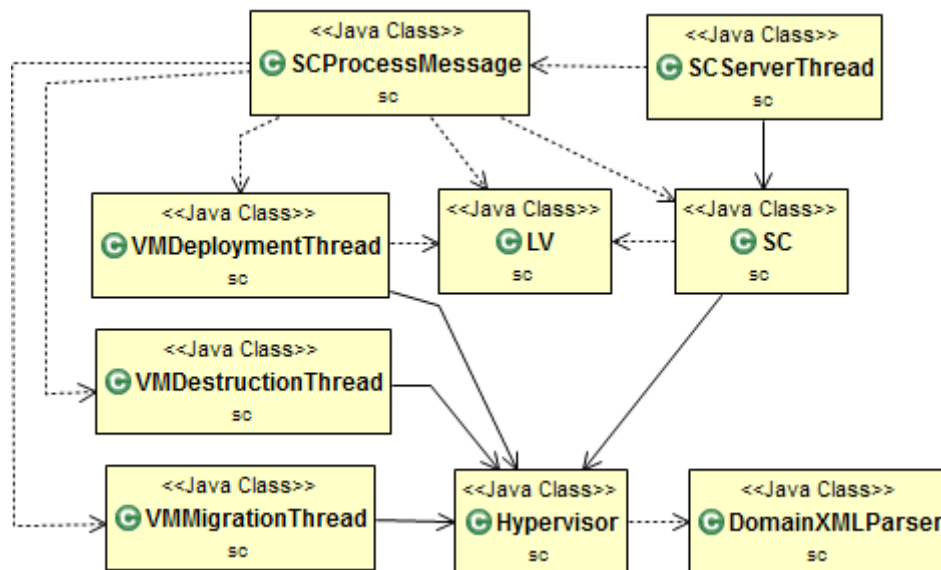 <<Java Class>>
C SCProcessMessage
sc
<<Java Class>>
C SCServerThread
sc
<<Java Class>>
C VMDeploymentThread
sc
<<Java Class>>
C LV
sc
<<Java Class>>
C SC
sc
<<Java Class>>
C VMDestructionThread
sc
<<Java Class>>
C VMMigrationThread
sc
<<Java Class>>
C Hypervisor
sc
<<Java Class>>
C DomainXMLParser
sc